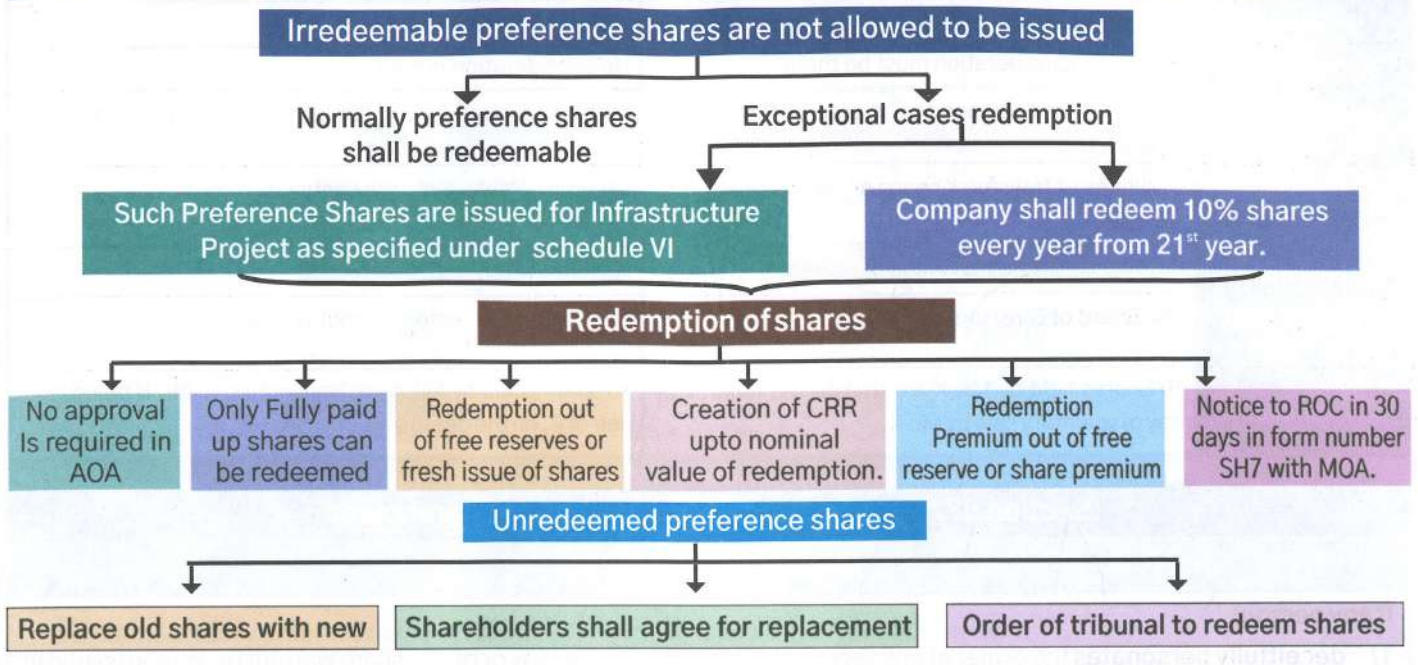 Irredeemable preference shares are not allowed to be issued
Normally preference shares
shall be redeemable
Exceptional cases redemption
Such Preference Shares are issued for Infrastructure
Project as specified under schedule VI
Company shall redeem 10% shares
every year from 21st year.
Redemption of shares
No approval
Is required in
AOA
Only Fully paid
up shares can
be redeemed
Redemption out
of free reserves or
fresh issue of shares
Creation of CRR
upto nominal
value of redemption.
Redemption
Premium out of free
reserve or share premium
Notice to ROC in 30
days in form number
SH7 with MOA.
Unredeemed preference shares
Replace old shares with new
Shareholders shall agree for replacement
Order of tribunal to redeem shares